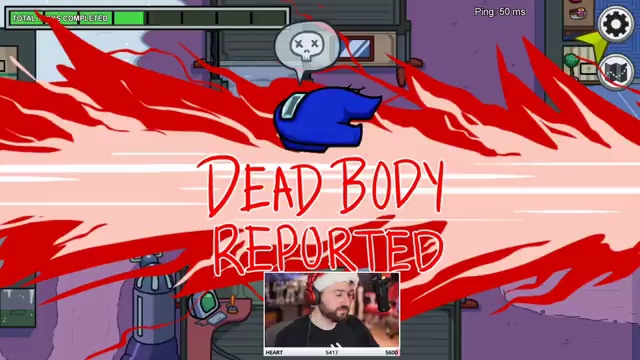 TOTAL TASKS COMPLETED
Ping: 50 ms
DEAD BODY
REPORTED
HEART 5417 5600